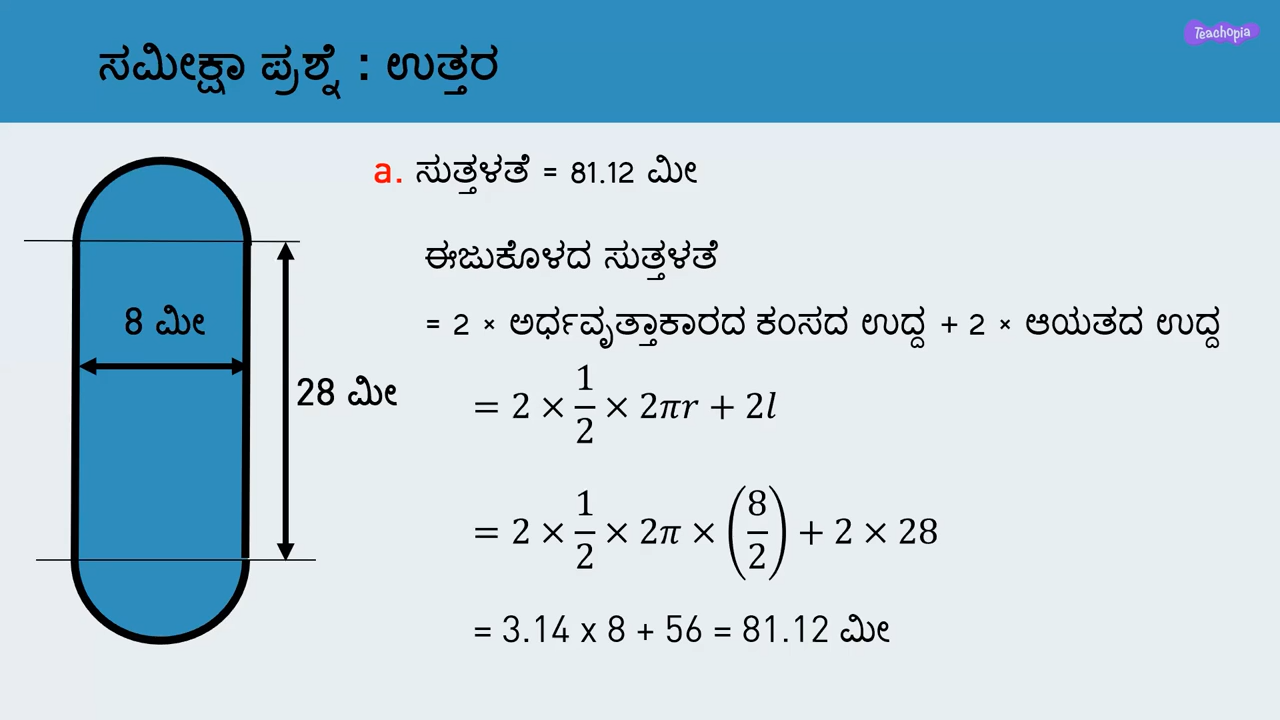 Teachopia
ಸಮೀಕ್ಷಾ ಪ್ರಶ್ನೆ : ಉತ್ತರ
a. ಸುತ್ತಳತೆ = 81.12 ಮೀ
ಈಜುಕೊಳದ ಸುತ್ತಳತೆ
= 2 × ಅರ್ಧವೃತ್ತಾಕಾರದ ಕಂಸದ ಉದ್ದ + 2 × ಆಯತದ ಉದ್ದ
8 ಮೀ
28 ಮೀ
= 2 × 1/2 × 2πr + 2l
= 2 × 1/2 × 2π × (8/2) + 2 × 28
= 3.14 x 8 + 56 = 81.12 ಮೀ